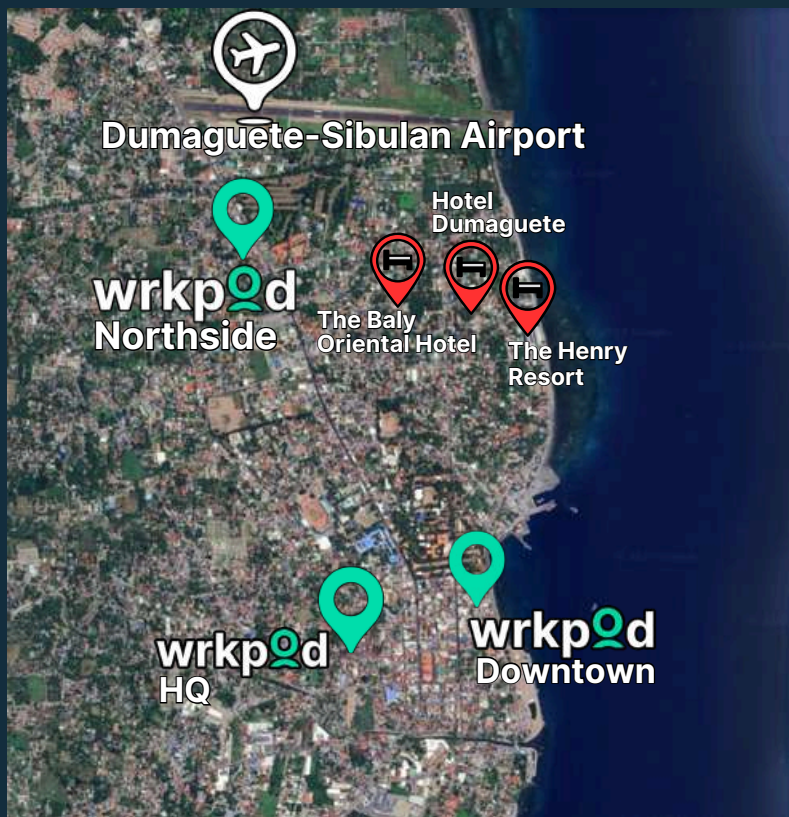 Dumaguete-Sibulan Airport
Hotel
Dumaguete
wrkpod
Northside
The Baly
Oriental Hotel
The Henry
Resort
wrkpod
HQ
wrkpod
Downtown